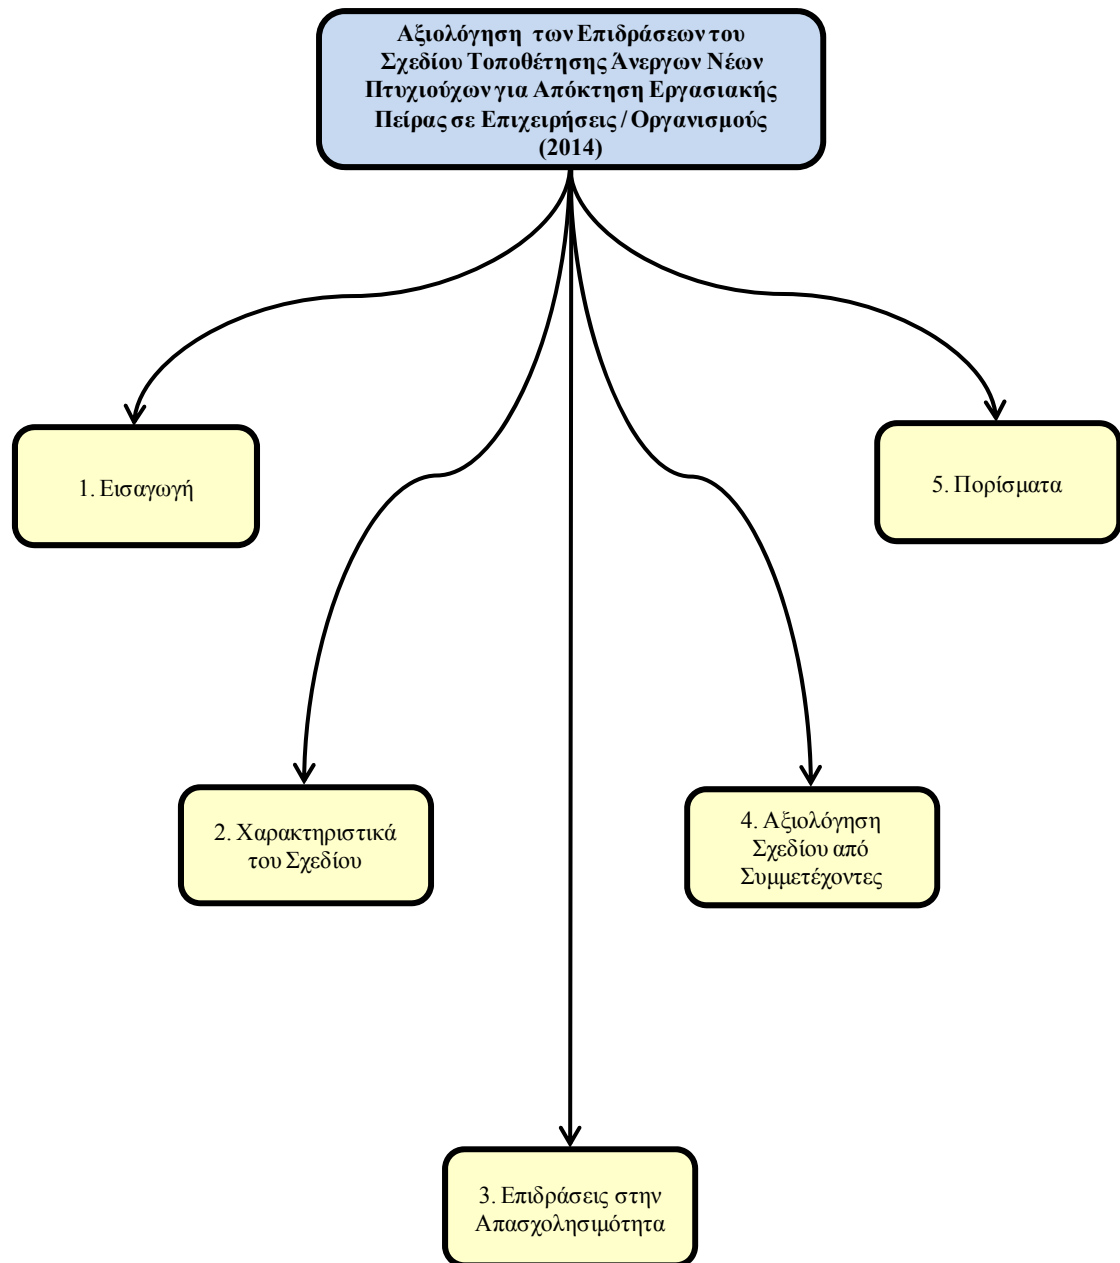 Αξιολόγηση των Επιδράσεων του
Σχεδίου Τοποθέτησης Άνεργων Νέων
Πτυχιούχων για Απόκτηση Εργασιακής
Πείρας σε Επιχειρήσεις / Οργανισμούς
(2014)
1. Εισαγωγή
2. Χαρακτηριστικά
του Σχεδίου
3. Επιδράσεις στην
Απασχολησιμότητα
4. Αξιολόγηση
Σχεδίου από
Συμμετέχοντες
5. Πορίσματα